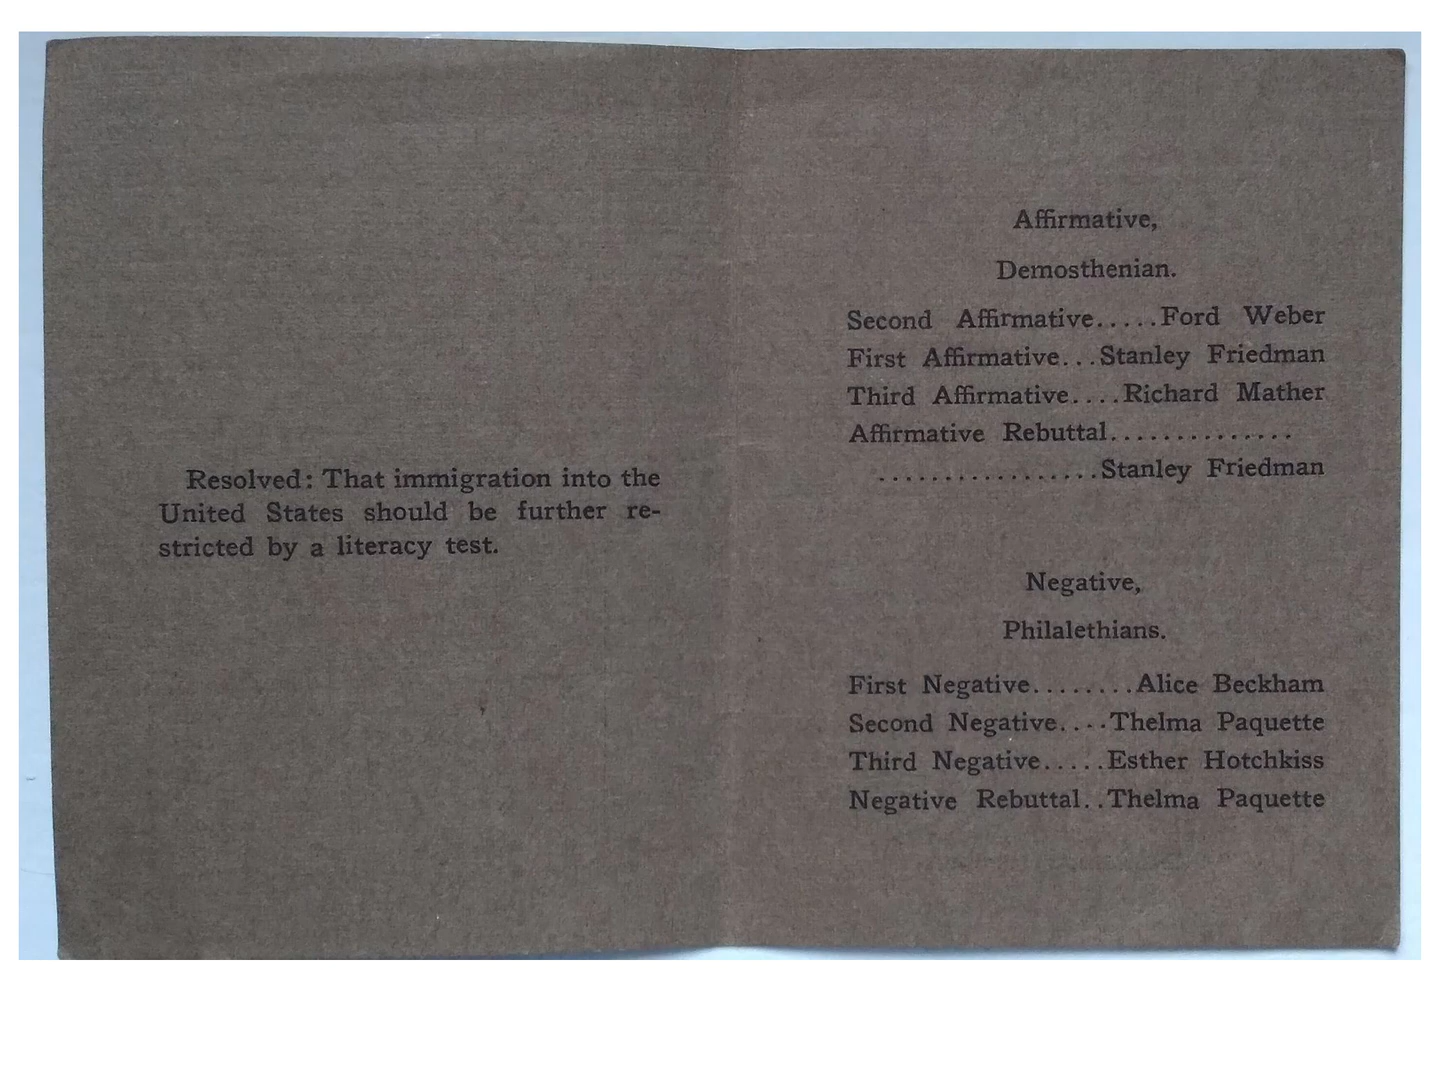 Resolved: That immigration into the
United States should be further re-
stricted by a literacy test.
Affirmative,
Demosthenian.
Second Affirmative.....Ford Weber
First Affirmative...Stanley Friedman
Third Affirmative....Richard Mather
Affirmative Rebuttal..............
.................Stanley Friedman
Negative,
Philalethians.
First Negative........Alice Beckham
Second Negative....Thelma Paquette
Third Negative.....Esther Hotchkiss
Negative Rebuttal..Thelma Paquette